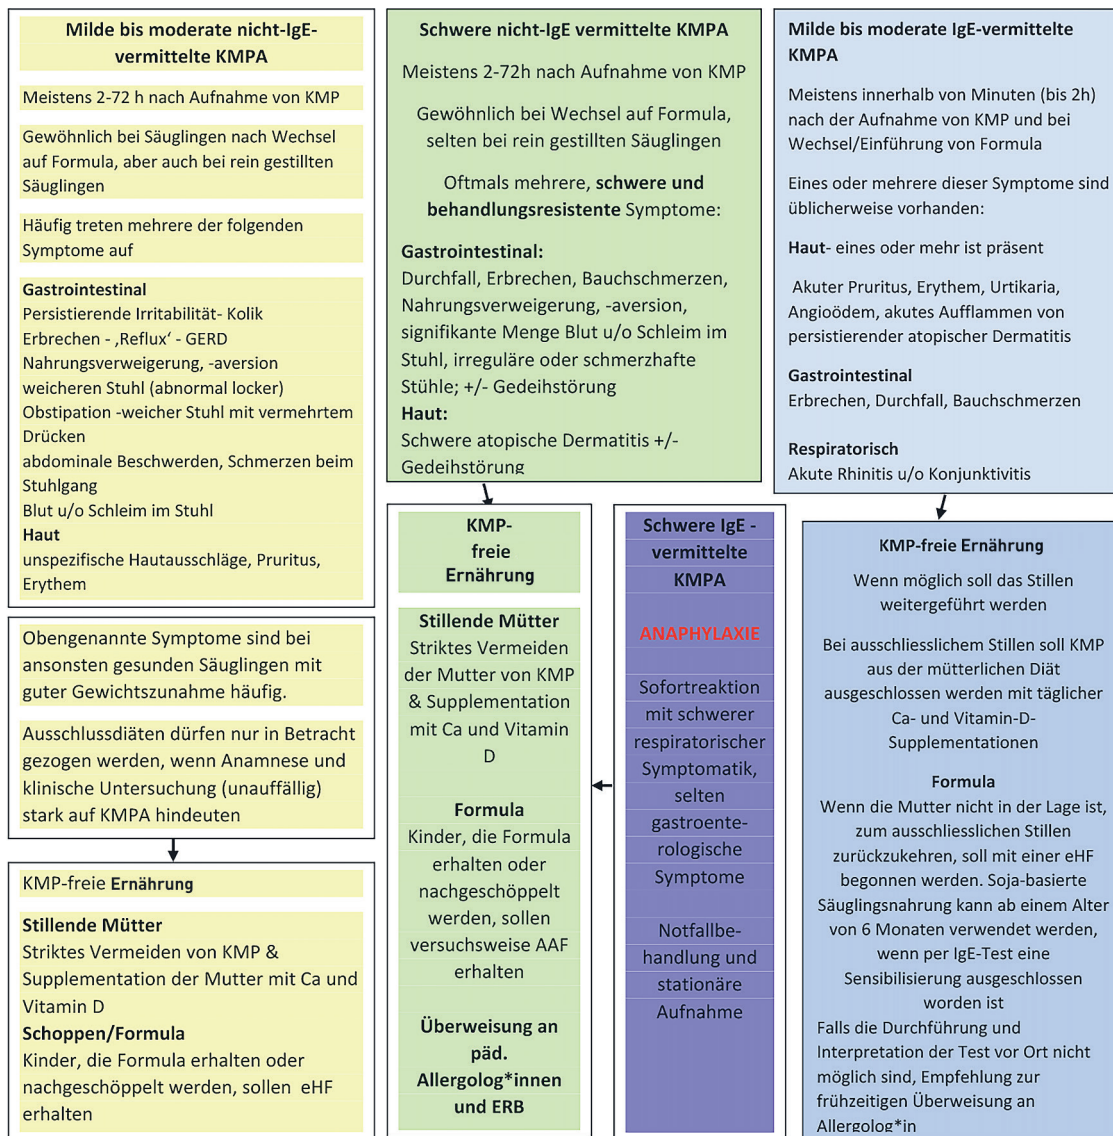 Milde bis moderate nicht-IgE-
vermittelte KMPA
Meistens 2-72 h nach Aufnahme von KMP
Gewöhnlich bei Säuglingen nach Wechsel
auf Formula, aber auch bei rein gestillten
Säuglingen
Häufig treten mehrere der folgenden
Symptome auf
Gastrointestinal
Persistierende Irritabilität- Kolik
Erbrechen - ‚Reflux‘ - GERD
Nahrungsverweigerung, -aversion
weicheren Stuhl (abnormal locker)
Obstipation -weicher Stuhl mit vermehrtem
Drücken
abdominale Beschwerden, Schmerzen beim
Stuhlgang
Blut u/o Schleim im Stuhl
Haut
unspezifische Hautausschläge, Pruritus,
Erythem
Obengenannte Symptome sind bei
ansonsten gesunden Säuglingen mit
guter Gewichtszunahme häufig.
Ausschlussdiäten dürfen nur in Betracht
gezogen werden, wenn Anamnese und
klinische Untersuchung (unauffällig)
stark auf KMPA hindeuten
KMP-freie Ernährung
Stillende Mütter
Striktes Vermeiden von KMP &
Supplementation der Mutter mit Ca und
Vitamin D
Schoppen/Formula
Kinder, die Formula erhalten oder
nachgeschöppelt werden, sollen eHF
erhalten
Schwere nicht-IgE vermittelte KMPA
Meistens 2-72h nach Aufnahme von KMP
Gewöhnlich bei Wechsel auf Formula,
selten bei rein gestillten Säuglingen
Oftmals mehrere, schwere und
behandlungsresistente Symptome:
Gastrointestinal:
Durchfall, Erbrechen, Bauchschmerzen,
Nahrungsverweigerung, -aversion,
signifikante Menge Blut u/o Schleim im
Stuhl, irreguläre oder schmerzhafte
Stühle; +/- Gedeihstörung
Haut:
Schwere atopische Dermatitis +/-
Gedeihstörung
KMP-
freie
Ernährung
Stillende Mütter
Striktes Vermeiden
der Mutter von KMP
& Supplementation
mit Ca und Vitamin
D
Formula
Kinder, die Formula
erhalten oder
nachgeschöppelt
werden, sollen
versuchsweise AAF
erhalten
Überweisung an
päd.
Allergolog*innen
und ERB
Schwere IgE -
vermittelte
KMPA
ANAPHYLAXIE
Sofortreaktion
mit schwerer
respiratorischer
Symptomatik,
selten
gastroente-
rologische
Symptome
Notfallbe-
handlung und
stationäre
Aufnahme
Milde bis moderate IgE-vermittelte
KMPA
Meistens innerhalb von Minuten (bis 2h)
nach der Aufnahme von KMP und bei
Wechsel/Einführung von Formula
Eines oder mehrere dieser Symptome sind
üblicherweise vorhanden:
Haut- eines oder mehr ist präsent
Akuter Pruritus, Erythem, Urtikaria,
Angioödem, akutes Aufflammen von
persistierender atopischer Dermatitis
Gastrointestinal
Erbrechen, Durchfall, Bauchschmerzen
Respiratorisch
Akute Rhinitis u/o Konjunktivitis
KMP-freie Ernährung
Wenn möglich soll das Stillen
weitergeführt werden
Bei ausschliesslichem Stillen soll KMP
aus der mütterlichen Diät
ausgeschlossen werden mit täglicher
Ca- und Vitamin-D-
Supplementationen
Formula
Wenn die Mutter nicht in der Lage ist,
zum ausschliesslichen Stillen
zurückzukehren, soll mit einer eHF
begonnen werden. Soja-basierte
Säuglingsnahrung kann ab einem Alter
von 6 Monaten verwendet werden,
wenn per IgE-Test eine
Sensibilisierung ausgeschlossen
worden ist
Falls die Durchführung und
Interpretation der Test vor Ort nicht
möglich sind, Empfehlung zur
frühzeitigen Überweisung an
Allergolog*in